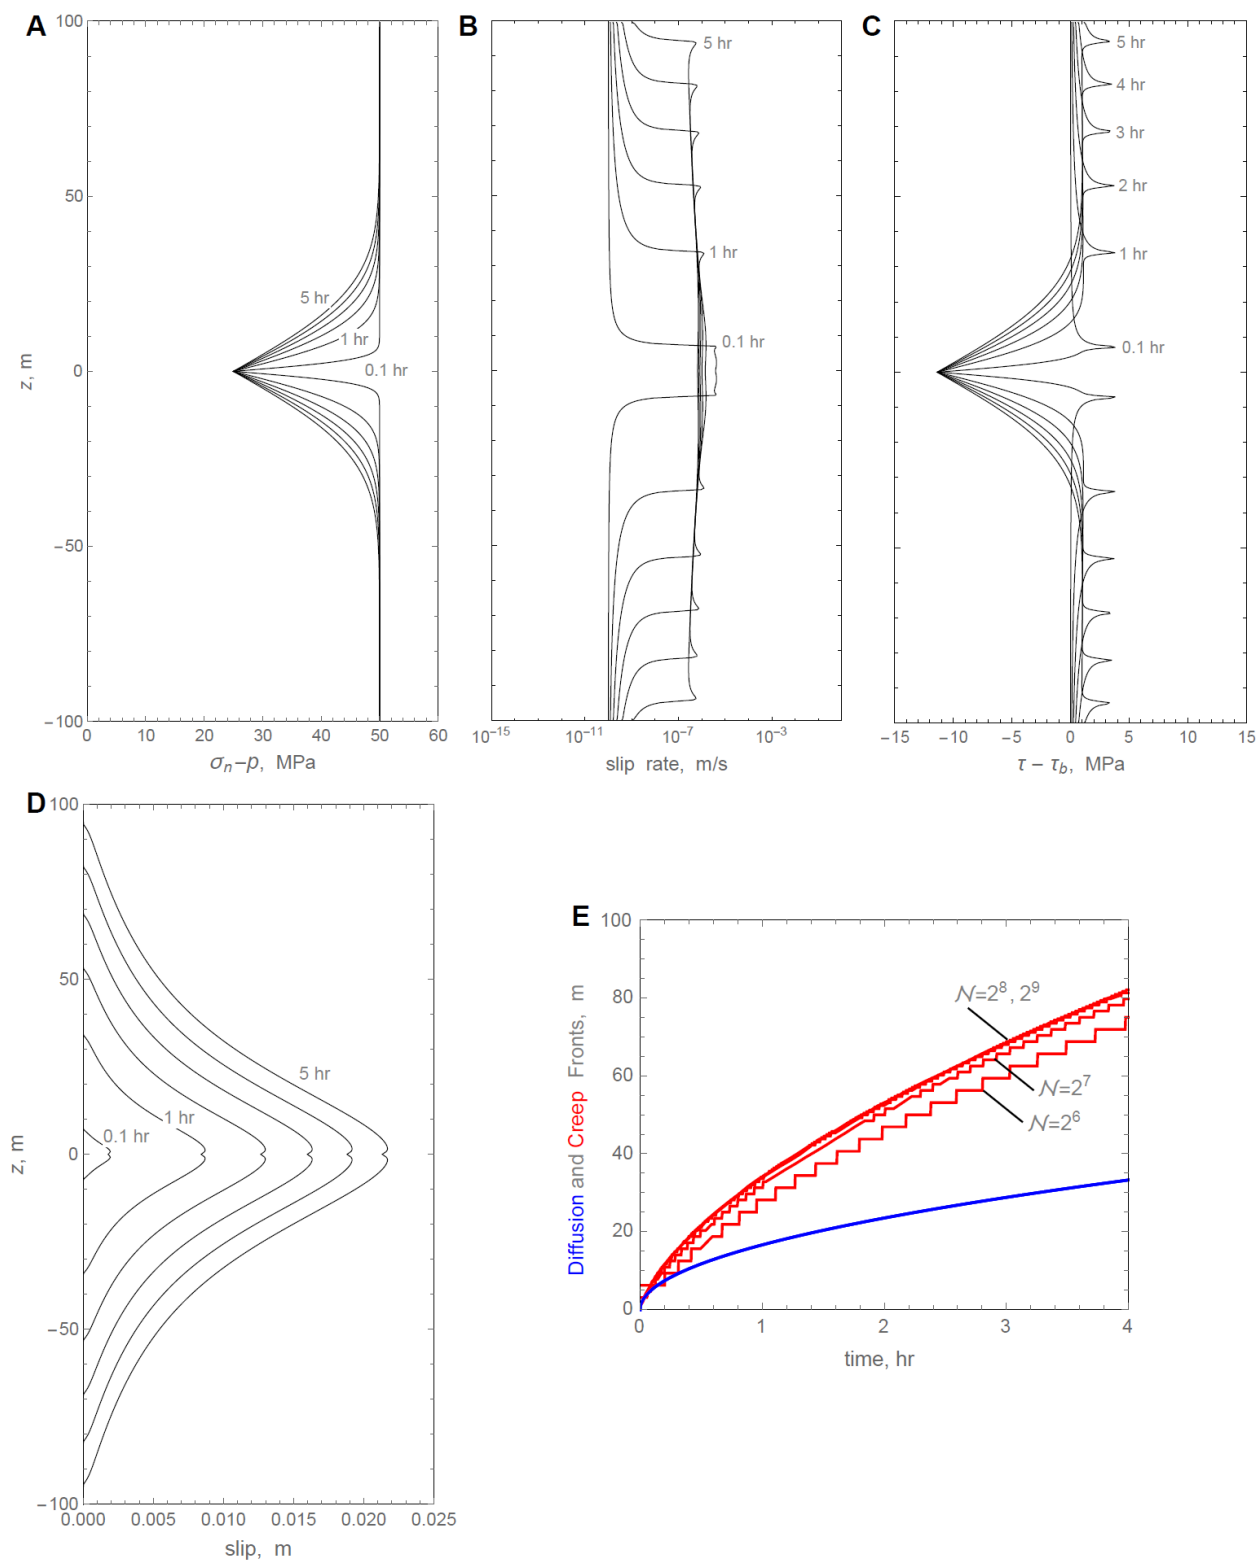 A
100
50
0
−50
−100
z, m
5 hr
1 hr
0.1 hr
0 10 20 30 40 50 60
σn−p, MPa
B
5 hr
1 hr
0.1 hr
10−15 10−11 10−7 10−3
slip rate, m/s
C
5 hr
4 hr
3 hr
2 hr
1 hr
0.1 hr
−15 −10 −5 0 5 10 15
τ − τb, MPa
D
100
50
0
−50
−100
z, m
5 hr
1 hr
0.1 hr
0.000 0.005 0.010 0.015 0.020 0.025
slip, m
E
100
80
60
40
20
0
Diffusion and Creep Fronts, m
N=2^8, 2^9
N=2^7
N=2^6
0 1 2 3 4
time, hr